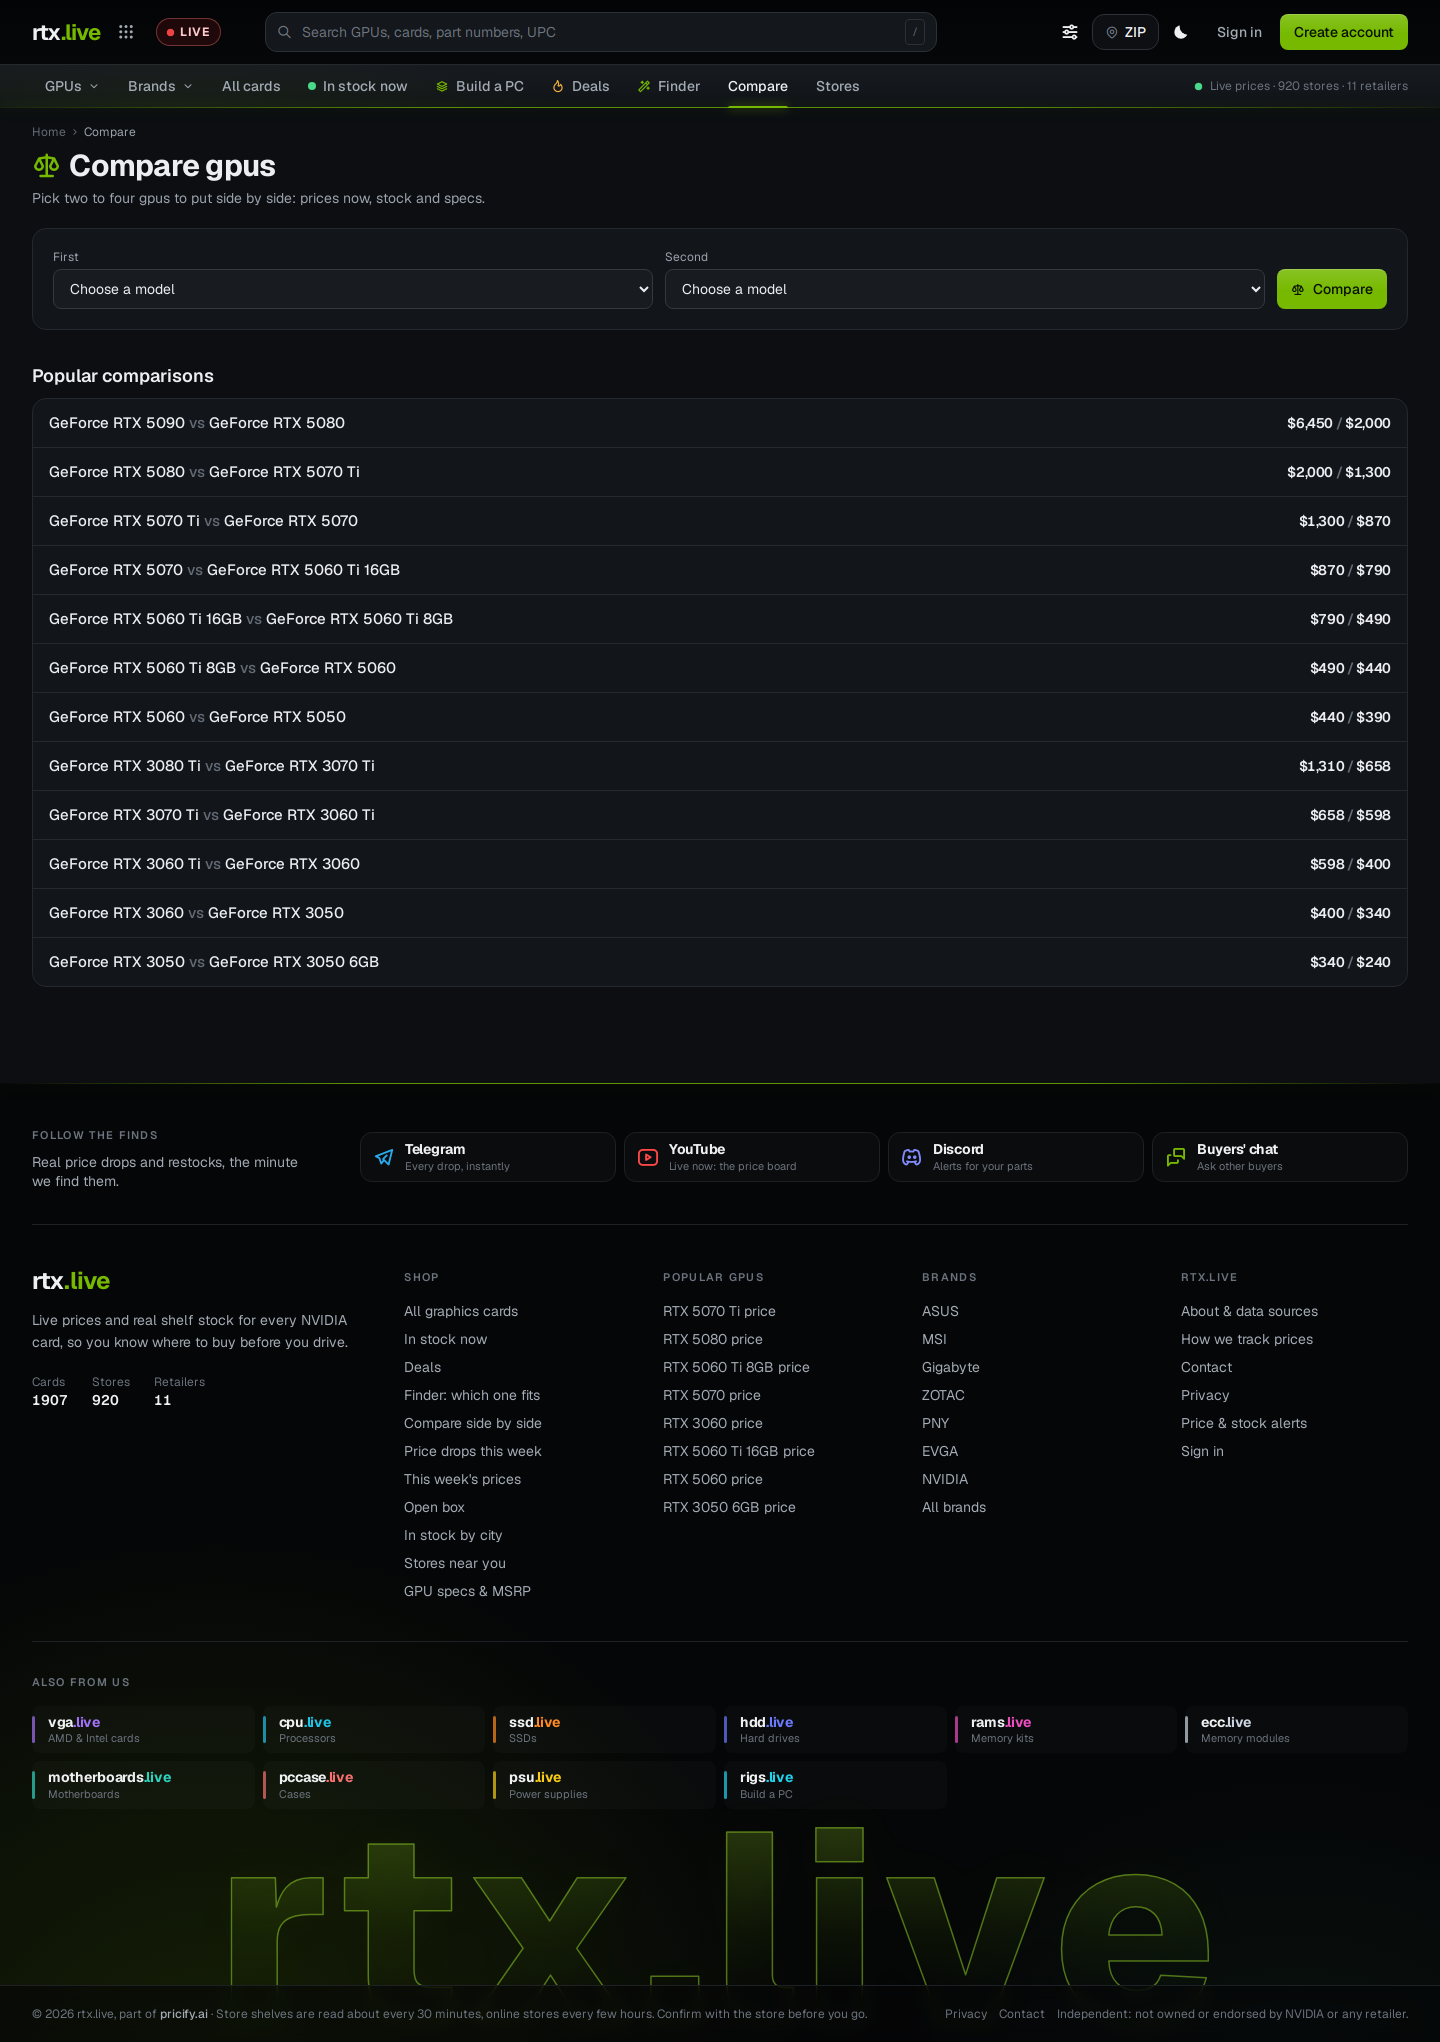 rtx.live
LIVE
Search GPUs, cards, part numbers, UPC
/
ZIP
Sign in
Create account
GPUs
Brands
All cards
In stock now
Build a PC
Deals
Finder
Compare
Stores
Live prices · 920 stores · 11 retailers
Home › Compare
Compare gpus
Pick two to four gpus to put side by side: prices now, stock and specs.
First
Second
Choose a model
Choose a model
Compare
Popular comparisons
GeForce RTX 5090 vs GeForce RTX 5080 $6,450 / $2,000
GeForce RTX 5080 vs GeForce RTX 5070 Ti $2,000 / $1,300
GeForce RTX 5070 Ti vs GeForce RTX 5070 $1,300 / $870
GeForce RTX 5070 vs GeForce RTX 5060 Ti 16GB $870 / $790
GeForce RTX 5060 Ti 16GB vs GeForce RTX 5060 Ti 8GB $790 / $490
GeForce RTX 5060 Ti 8GB vs GeForce RTX 5060 $490 / $440
GeForce RTX 5060 vs GeForce RTX 5050 $440 / $390
GeForce RTX 3080 Ti vs GeForce RTX 3070 Ti $1,310 / $658
GeForce RTX 3070 Ti vs GeForce RTX 3060 Ti $658 / $598
GeForce RTX 3060 Ti vs GeForce RTX 3060 $598 / $400
GeForce RTX 3060 vs GeForce RTX 3050 $400 / $340
GeForce RTX 3050 vs GeForce RTX 3050 6GB $340 / $240
FOLLOW THE FINDS
Real price drops and restocks, the minute
we find them.
Telegram
Every drop, instantly
YouTube
Live now: the price board
Discord
Alerts for your parts
Buyers' chat
Ask other buyers
rtx.live
Live prices and real shelf stock for every NVIDIA
card, so you know where to buy before you drive.
Cards Stores Retailers
1907 920 11
SHOP
All graphics cards
In stock now
Deals
Finder: which one fits
Compare side by side
Price drops this week
This week's prices
Open box
In stock by city
Stores near you
GPU specs & MSRP
POPULAR GPUS
RTX 5070 Ti price
RTX 5080 price
RTX 5060 Ti 8GB price
RTX 5070 price
RTX 3060 price
RTX 5060 Ti 16GB price
RTX 5060 price
RTX 3050 6GB price
BRANDS
ASUS
MSI
Gigabyte
ZOTAC
PNY
EVGA
NVIDIA
All brands
RTX.LIVE
About & data sources
How we track prices
Contact
Privacy
Price & stock alerts
Sign in
ALSO FROM US
vga.live
AMD & Intel cards
cpu.live
Processors
ssd.live
SSDs
hdd.live
Hard drives
rams.live
Memory kits
ecc.live
Memory modules
motherboards.live
Motherboards
pccase.live
Cases
psu.live
Power supplies
rigs.live
Build a PC
rtx.live
© 2026 rtx.live, part of pricify.ai · Store shelves are read about every 30 minutes, online stores every few hours. Confirm with the store before you go.
Privacy Contact Independent: not owned or endorsed by NVIDIA or any retailer.